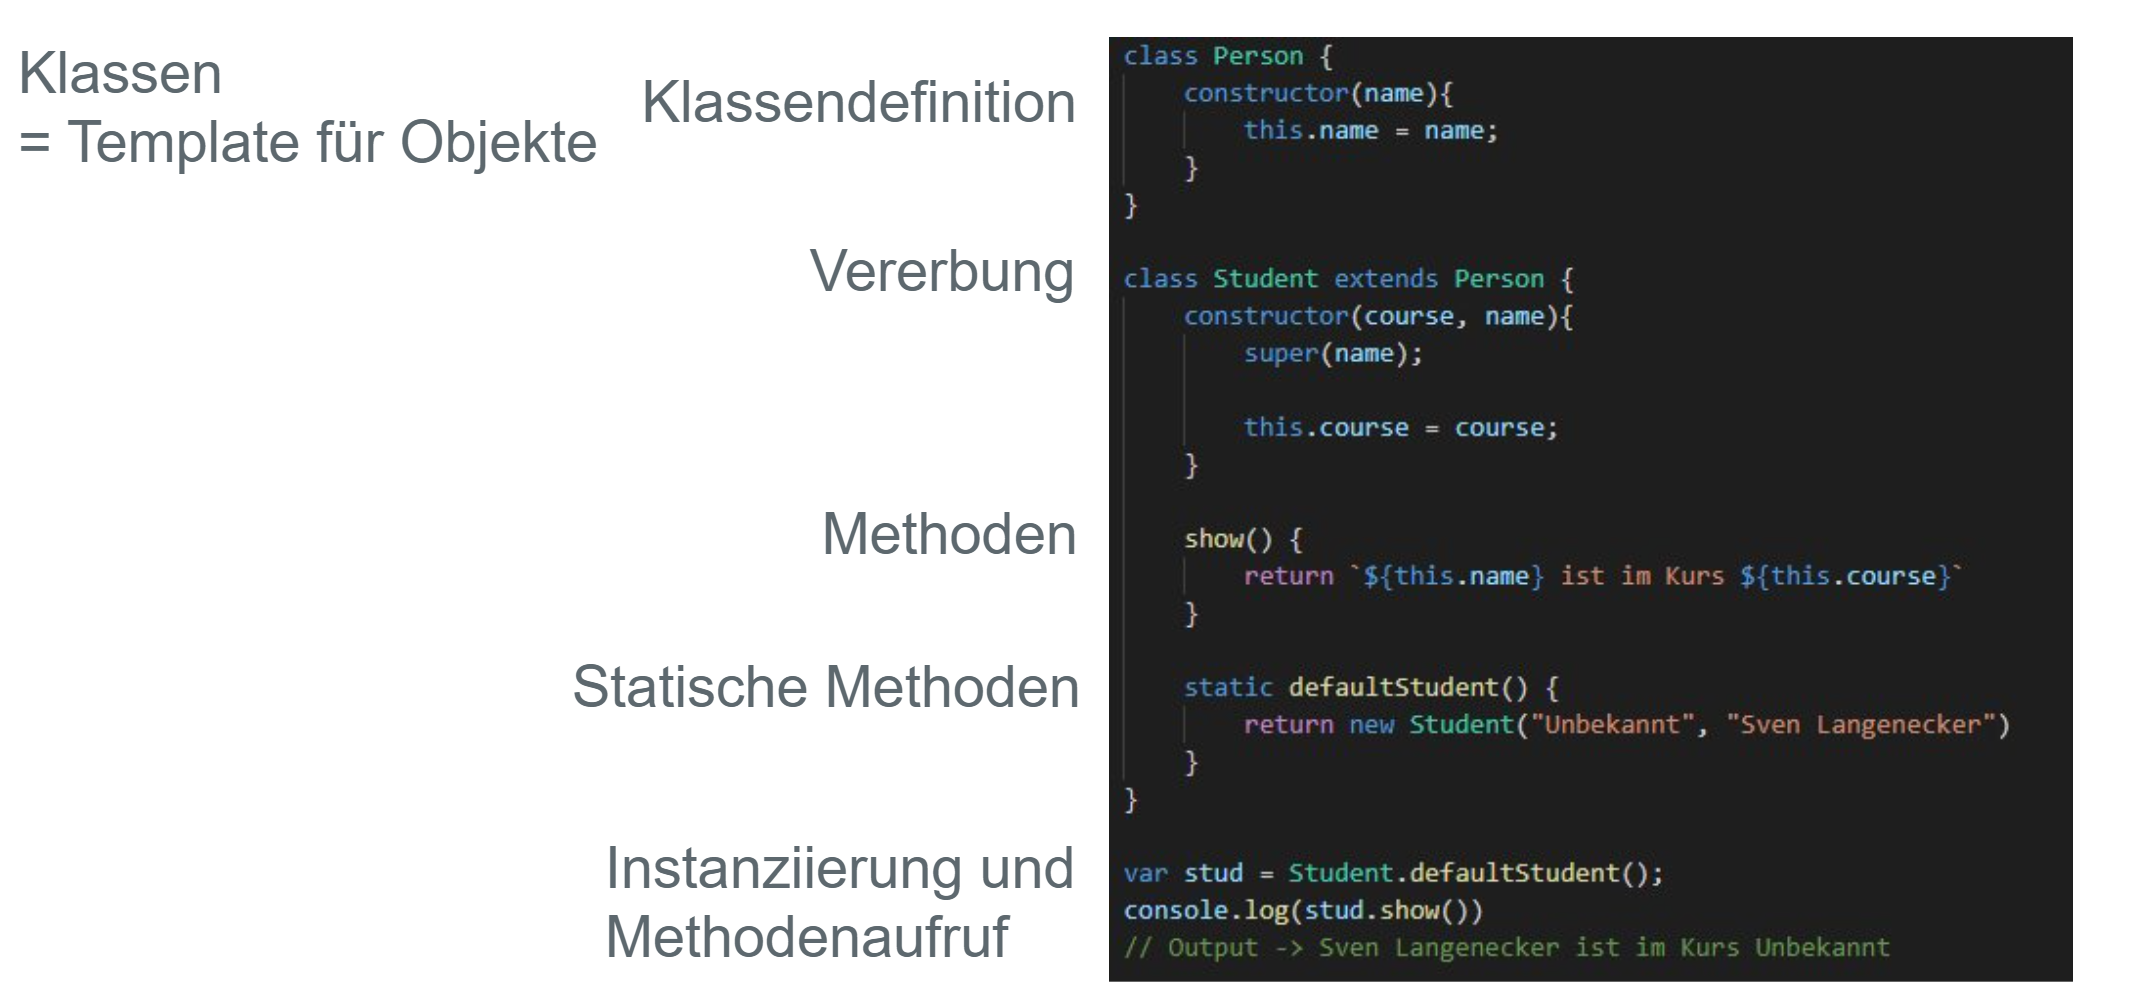 Klassen
= Template für Objekte
Klassendefinition
class Person {
    constructor(name){
        this.name = name;
    }
}
Vererbung
class Student extends Person {
    constructor(course, name){
        super(name);

        this.course = course;
    }
Methoden
    show() {
        return `${this.name} ist im Kurs ${this.course}`
    }
Statische Methoden
    static defaultStudent() {
        return new Student("Unbekannt", "Sven Langenecker")
    }
}
Instanziierung und
Methodenaufruf
var stud = Student.defaultStudent();
console.log(stud.show())
// Output -> Sven Langenecker ist im Kurs Unbekannt